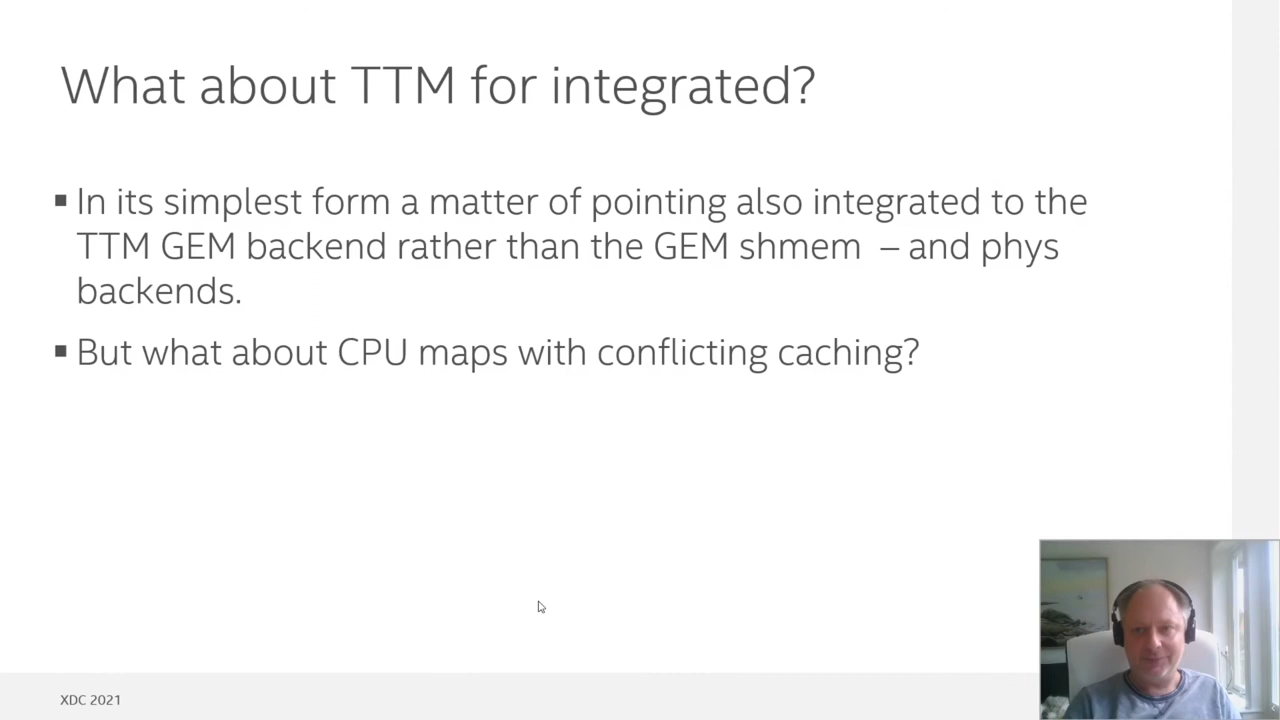 What about TTM for integrated?
▪ In its simplest form a matter of pointing also integrated to the
TTM GEM backend rather than the GEM shmem – and phys
backends.
▪ But what about CPU maps with conflicting caching?
XDC 2021